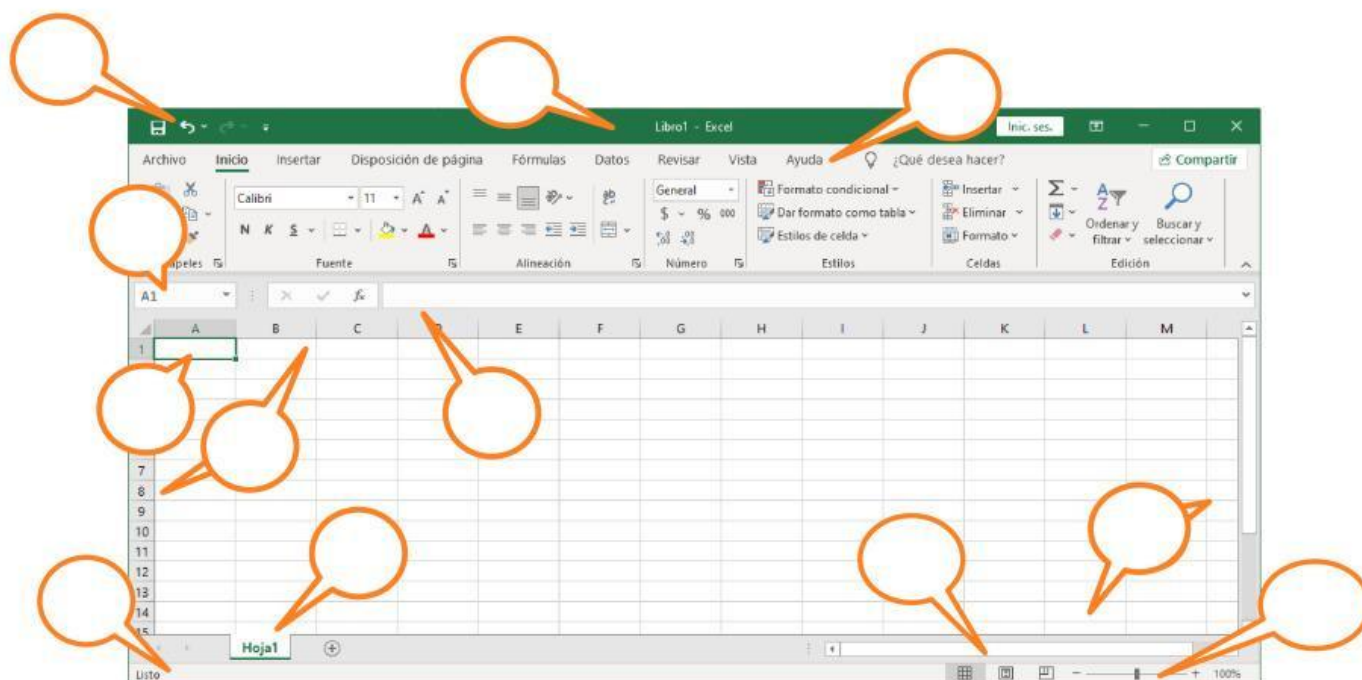 Libro1 - Excel
Inic. ses.
Archivo Inicio Insertar Disposición de página Fórmulas Datos Revisar Vista Ayuda ¿Qué desea hacer? Compartir
Calibri 11 A A ab General Formato condicional Insertar Σ A Z
N K S A $ % 000 Dar formato como tabla Eliminar Ordenar y Buscar y
Estilos de celda Formato filtrar seleccionar
Fuente Alineación Número Estilos Celdas Edición
A1 fx
A B C E F G H I J K L M
1
7
8
9
10
11
12
13
14
15
Hoja1
Listo 100%